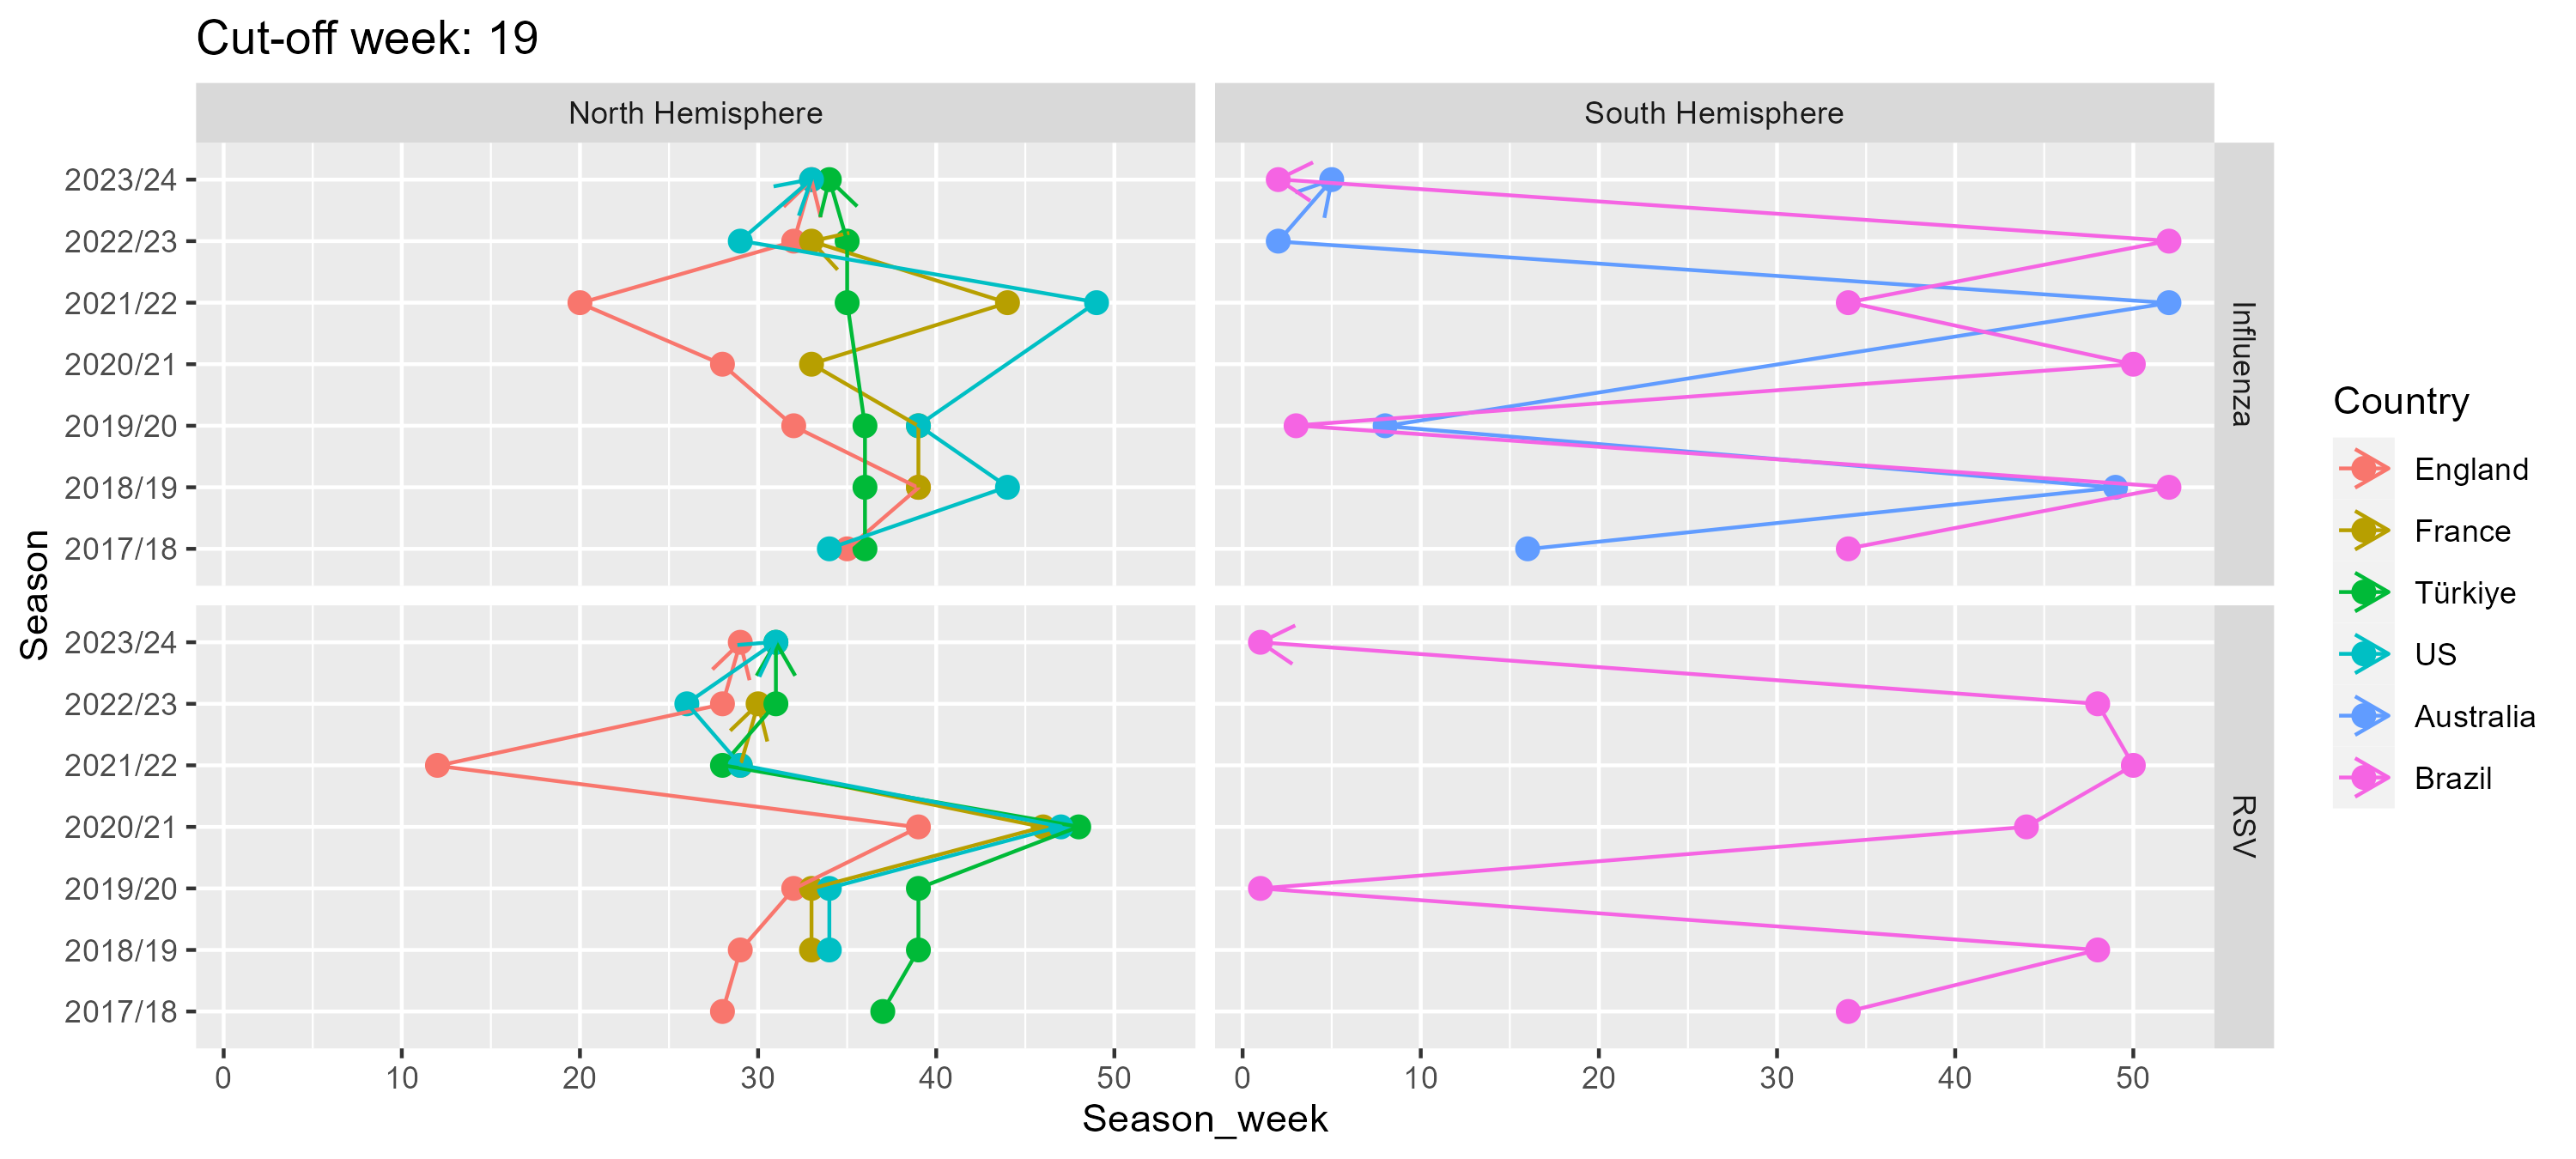 Cut-off week: 19
North Hemisphere
South Hemisphere
2023/24
2022/23
2021/22
2020/21
2019/20
2018/19
2017/18
Influenza
2023/24
2022/23
2021/22
2020/21
2019/20
2018/19
2017/18
RSV
Season
0 10 20 30 40 50
0 10 20 30 40 50
Season_week
Country
England
France
Türkiye
US
Australia
Brazil